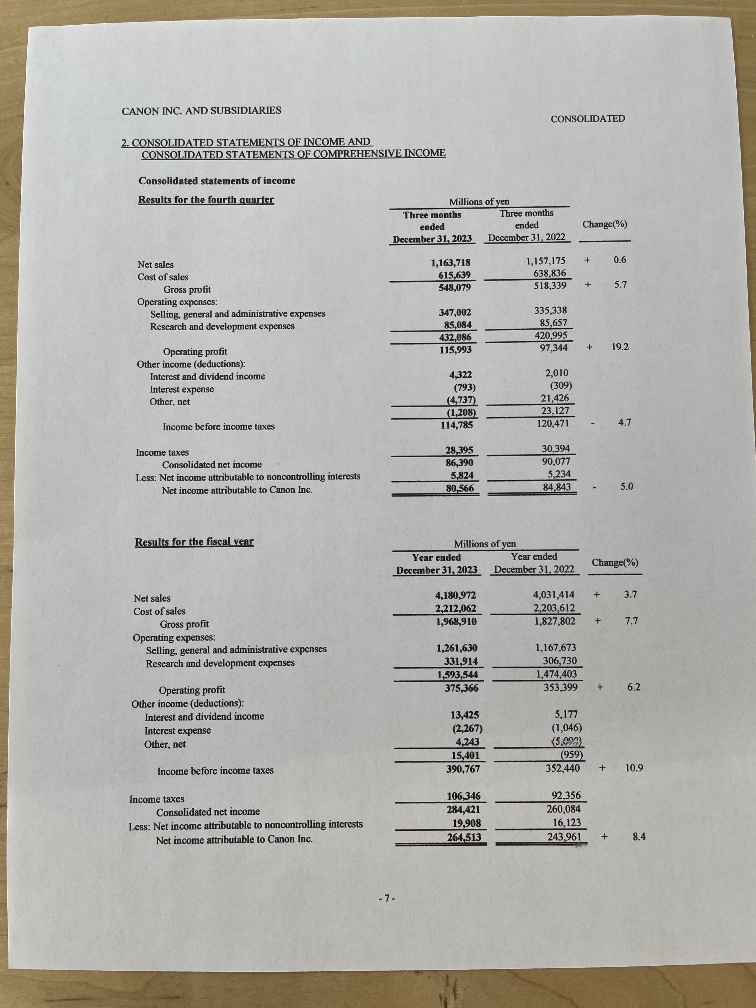 CANON INC. AND SUBSIDIARIES
CONSOLIDATED
2. CONSOLIDATED STATEMENTS OF INCOME AND
CONSOLIDATED STATEMENTS OF COMPREHENSIVE INCOME
Consolidated statements of income
Results for the fourth quarter Millions of yen
Three months Three months
ended ended Change(%)
December 31, 2023 December 31, 2022
Net sales 1,163,718 1,157,175 + 0.6
Cost of sales 615,639 638,836
Gross profit 548,079 518,339 + 5.7
Operating expenses:
Selling, general and administrative expenses 347,002 335,338
Research and development expenses 85,084 85,657
432,086 420,995
Operating profit 115,993 97,344 + 19.2
Other income (deductions):
Interest and dividend income 4,322 2,010
Interest expense (793) (309)
Other, net (4,737) 21,426
(1,208) 23,127
Income before income taxes 114,785 120,471 - 4.7
Income taxes 28,395 30,394
Consolidated net income 86,390 90,077
Less: Net income attributable to noncontrolling interests 5,824 5,234
Net income attributable to Canon Inc. 80,566 84,843 - 5.0
Results for the fiscal year Millions of yen
Year ended Year ended Change(%)
December 31, 2023 December 31, 2022
Net sales 4,180,972 4,031,414 + 3.7
Cost of sales 2,212,062 2,203,612
Gross profit 1,968,910 1,827,802 + 7.7
Operating expenses:
Selling, general and administrative expenses 1,261,630 1,167,673
Research and development expenses 331,914 306,730
1,593,544 1,474,403
Operating profit 375,366 353,399 + 6.2
Other income (deductions):
Interest and dividend income 13,425 5,177
Interest expense (2,267) (1,046)
Other, net 4,243
15,401 (959)
Income before income taxes 390,767 352,440 + 10.9
Income taxes 106,346 92,356
Consolidated net income 284,421 260,084
Less: Net income attributable to noncontrolling interests 19,908 16,123
Net income attributable to Canon Inc. 264,513 243,961 + 8.4
- 7 -